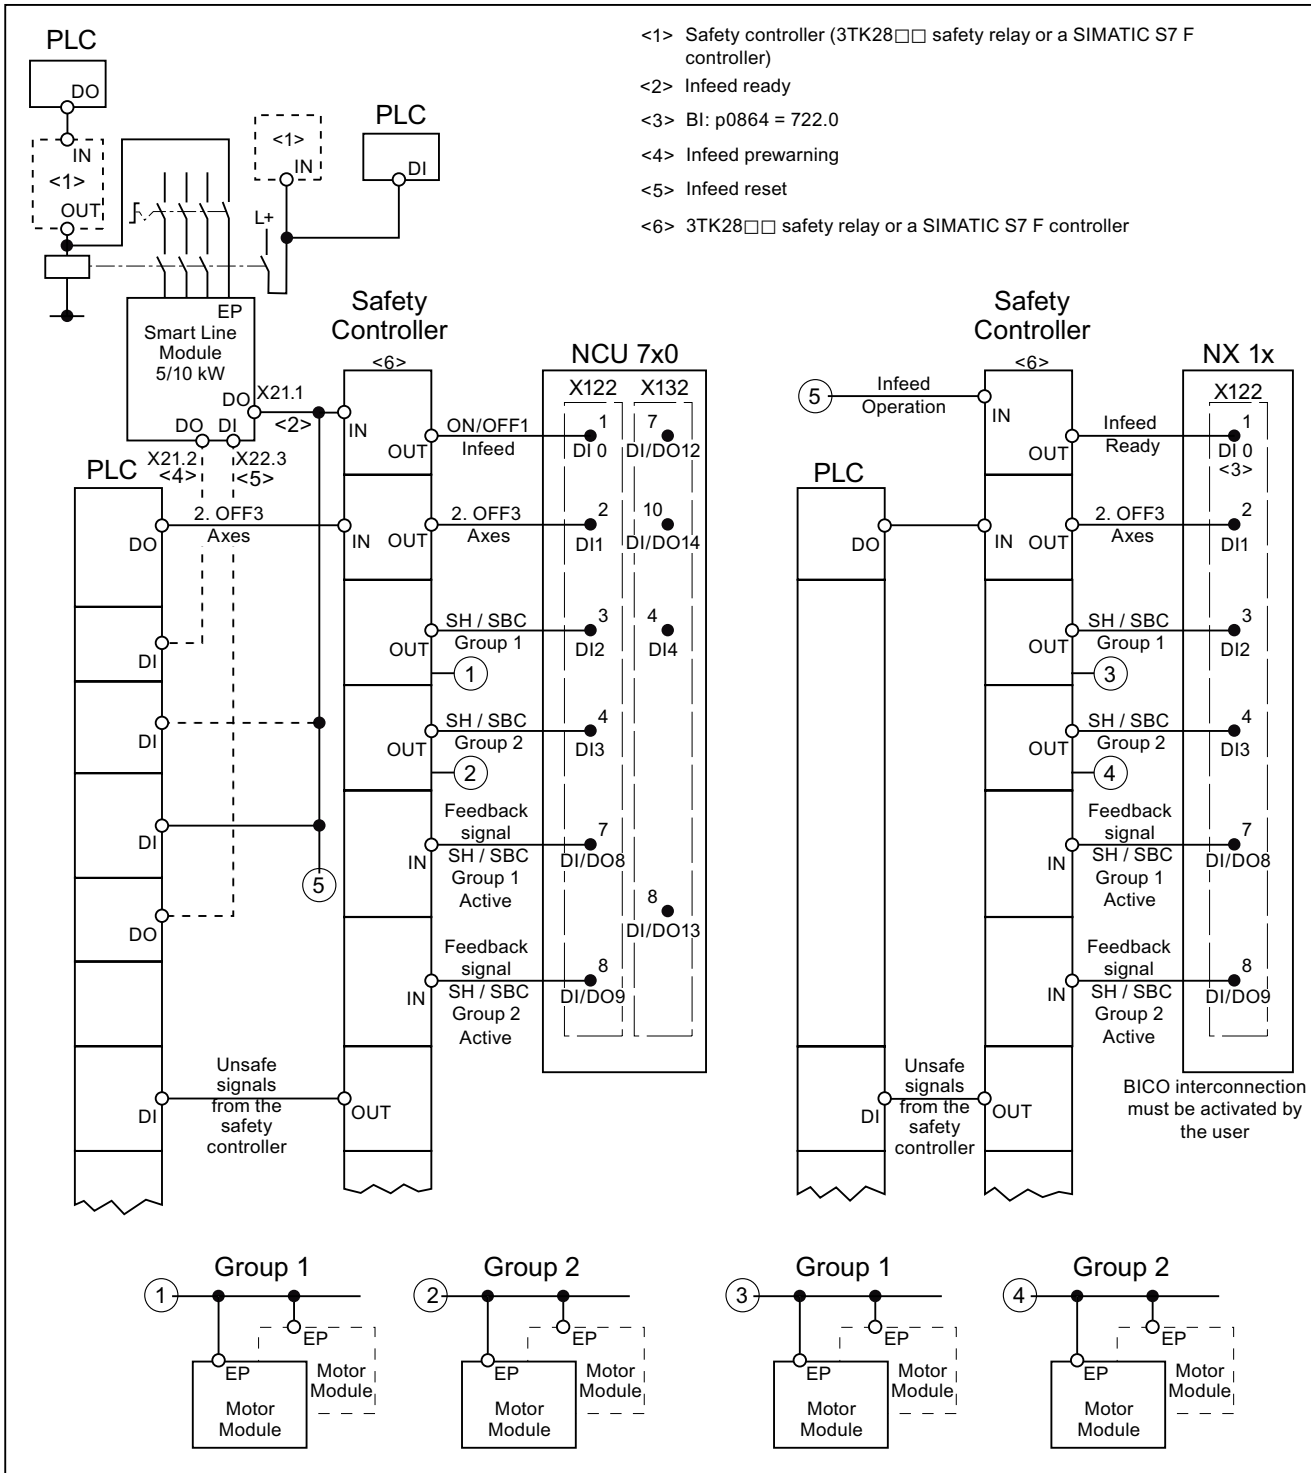 PLC
DO
IN
<1>
OUT
<1>
IN
PLC
DI
L+
<1> Safety controller (3TK28□□ safety relay or a SIMATIC S7 F
controller)
<2> Infeed ready
<3> BI: p0864 = 722.0
<4> Infeed prewarning
<5> Infeed reset
<6> 3TK28□□ safety relay or a SIMATIC S7 F controller
EP
Smart Line
Module
5/10 kW
DO
X21.1
<2>
DO DI
X21.2
<4>
X22.3
<5>
Safety
Controller
<6>
NCU 7x0
X122
X132
IN
OUT
ON/OFF1
Infeed
1
DI 0
7
DI/DO12
PLC
DO
2. OFF3
Axes
IN
OUT
2. OFF3
Axes
2
DI1
10
DI/DO14
DI
OUT
SH / SBC
Group 1
1
3
DI2
4
DI4
DI
OUT
SH / SBC
Group 2
2
4
DI3
DI
5
IN
Feedback
signal
SH / SBC
Group 1
Active
7
DI/DO8
DO
8
DI/DO13
IN
Feedback
signal
SH / SBC
Group 2
Active
8
DI/DO9
DI
Unsafe
signals
from the
safety
controller
OUT
Safety
Controller
<6>
NX 1x
X122
5
Infeed
Operation
IN
OUT
Infeed
Ready
1
DI 0
<3>
PLC
DO
IN
OUT
2. OFF3
Axes
2
DI1
OUT
SH / SBC
Group 1
3
3
DI2
OUT
SH / SBC
Group 2
4
4
DI3
IN
Feedback
signal
SH / SBC
Group 1
Active
7
DI/DO8
IN
Feedback
signal
SH / SBC
Group 2
Active
8
DI/DO9
DI
Unsafe
signals
from the
safety
controller
OUT
BICO interconnection
must be activated by
the user
Group 1
1
EP
EP
Motor
Module
Motor
Module
Group 2
2
EP
EP
Motor
Module
Motor
Module
Group 1
3
EP
EP
Motor
Module
Motor
Module
Group 2
4
EP
EP
Motor
Module
Motor
Module